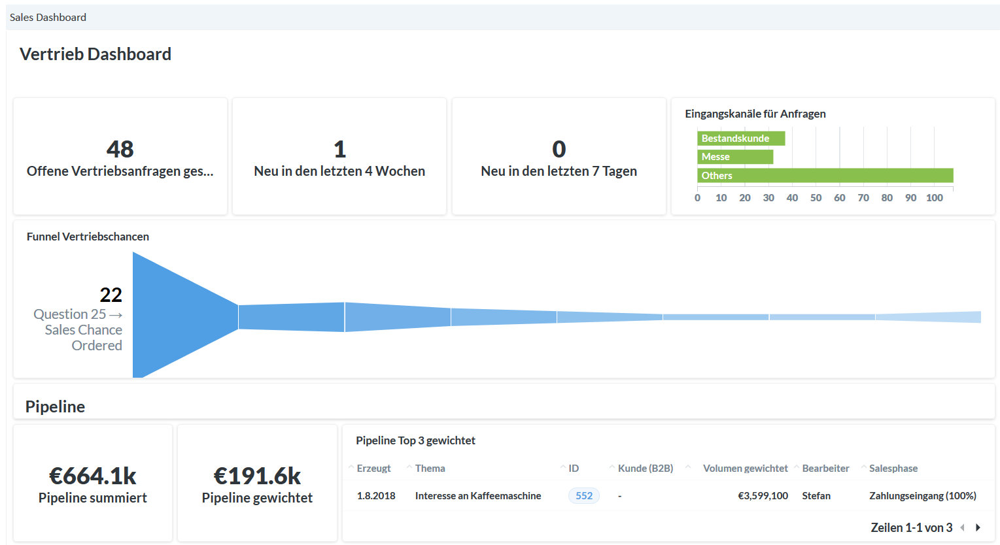 Sales Dashboard
Vertrieb Dashboard
48
Offene Vertriebsanfragen ges...
1
Neu in den letzten 4 Wochen
0
Neu in den letzten 7 Tagen
Eingangskanäle für Anfragen
Bestandskunde
Messe
Others
0 10 20 30 40 50 60 70 80 90 100
Funnel Vertriebschancen
22
Question 25 →
Sales Chance
Ordered
Pipeline
€664.1k
Pipeline summiert
€191.6k
Pipeline gewichtet
Pipeline Top 3 gewichtet
Erzeugt Thema ID Kunde (B2B) Volumen gewichtet Bearbeiter Salesphase
1.8.2018 Interesse an Kaffeemaschine 552 - €3,599,100 Stefan Zahlungseingang (100%)
Zeilen 1-1 von 3